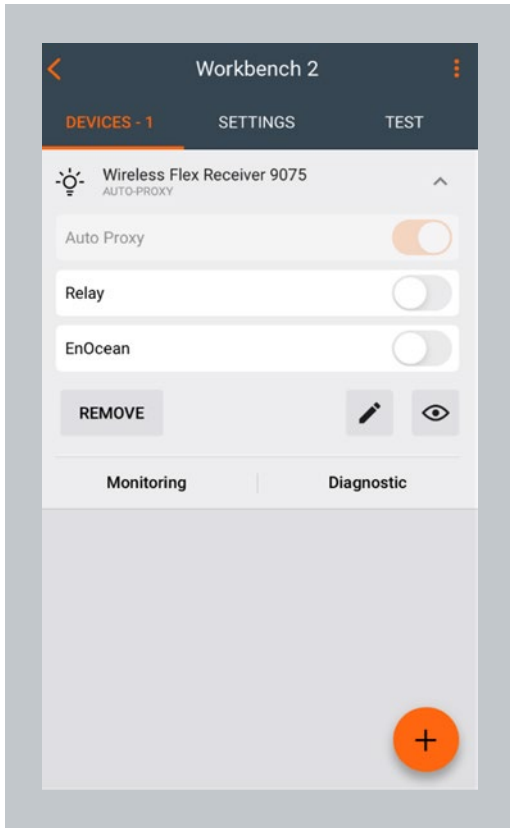 Workbench 2
DEVICES - 1 SETTINGS TEST
Wireless Flex Receiver 9075
AUTO-PROXY
Auto Proxy
Relay
EnOcean
REMOVE
Monitoring Diagnostic